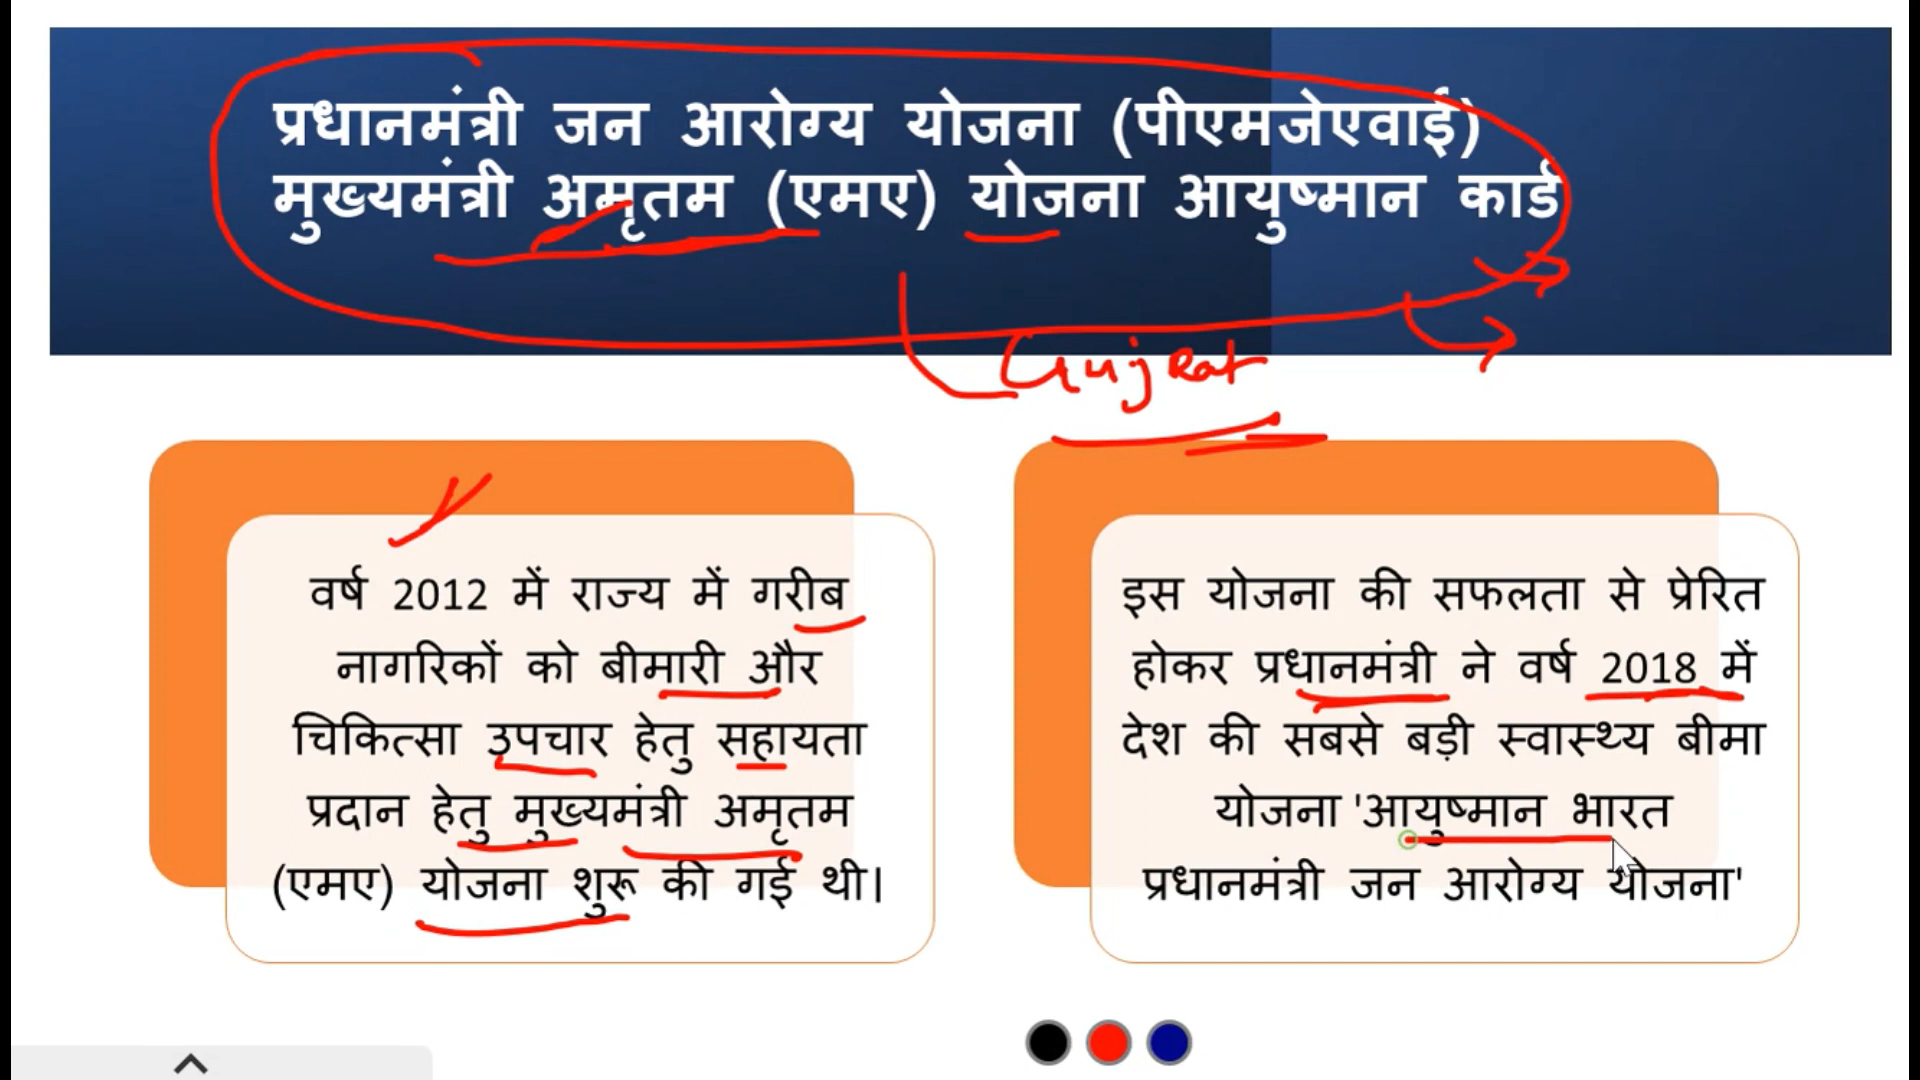 प्रधानमंत्री जन आरोग्य योजना (पीएमजेएवाई)
मुख्यमंत्री अमृतम (एमए) योजना आयुष्मान कार्ड
Gujrat
वर्ष 2012 में राज्य में गरीब
नागरिकों को बीमारी और
चिकित्सा उपचार हेतु सहायता
प्रदान हेतु मुख्यमंत्री अमृतम
(एमए) योजना शुरू की गई थी।
इस योजना की सफलता से प्रेरित
होकर प्रधानमंत्री ने वर्ष 2018 में
देश की सबसे बड़ी स्वास्थ्य बीमा
योजना 'आयुष्मान भारत
प्रधानमंत्री जन आरोग्य योजना'